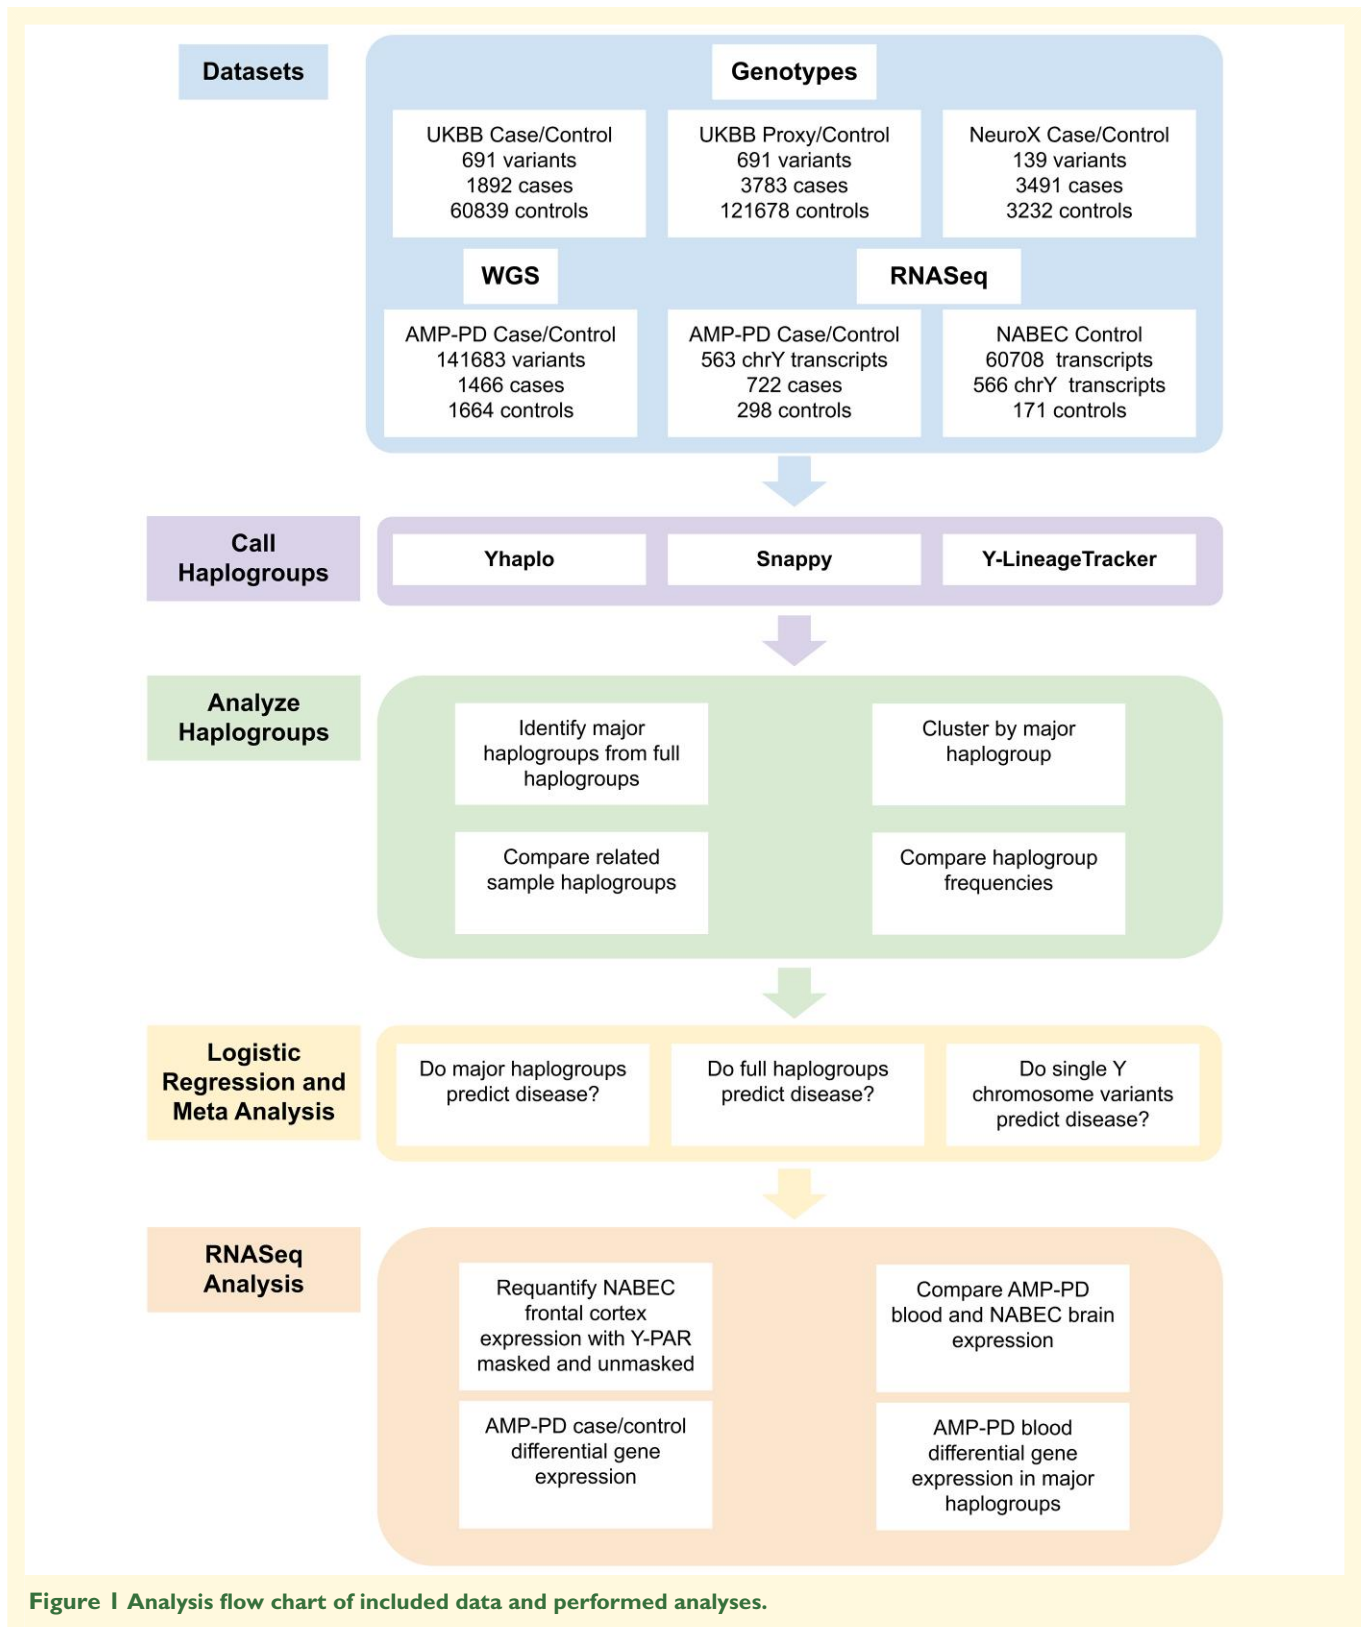 Datasets
Genotypes
UKBB Case/Control
691 variants
1892 cases
60839 controls
UKBB Proxy/Control
691 variants
3783 cases
121678 controls
NeuroX Case/Control
139 variants
3491 cases
3232 controls
WGS
RNASeq
AMP-PD Case/Control
141683 variants
1466 cases
1664 controls
AMP-PD Case/Control
563 chrY transcripts
722 cases
298 controls
NABEC Control
60708 transcripts
566 chrY transcripts
171 controls
Call
Haplogroups
Yhaplo
Snappy
Y-LineageTracker
Analyze
Haplogroups
Identify major
haplogroups from full
haplogroups
Cluster by major
haplogroup
Compare related
sample haplogroups
Compare haplogroup
frequencies
Logistic
Regression and
Meta Analysis
Do major haplogroups
predict disease?
Do full haplogroups
predict disease?
Do single Y
chromosome variants
predict disease?
RNASeq
Analysis
Requantify NABEC
frontal cortex
expression with Y-PAR
masked and unmasked
Compare AMP-PD
blood and NABEC brain
expression
AMP-PD case/control
differential gene
expression
AMP-PD blood
differential gene
expression in major
haplogroups
Figure 1 Analysis flow chart of included data and performed analyses.